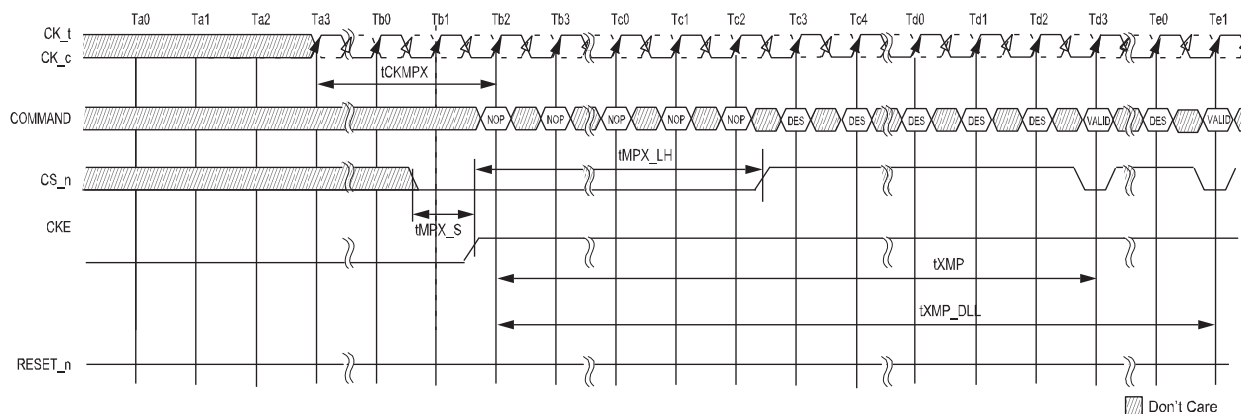 Ta0 Ta1 Ta2 Ta3 Tb0 Tb1 Tb2 Tb3 Tc0 Tc1 Tc2 Tc3 Tc4 Td0 Td1 Td2 Td3 Te0 Te1
CK_t
CK_c
tCKMPX
COMMAND NOP NOP NOP NOP NOP DES DES DES DES DES VALID DES VALID
tMPX_LH
CS_n
tMPX_S
CKE
tXMP
tXMP_DLL
RESET_n
Don't Care